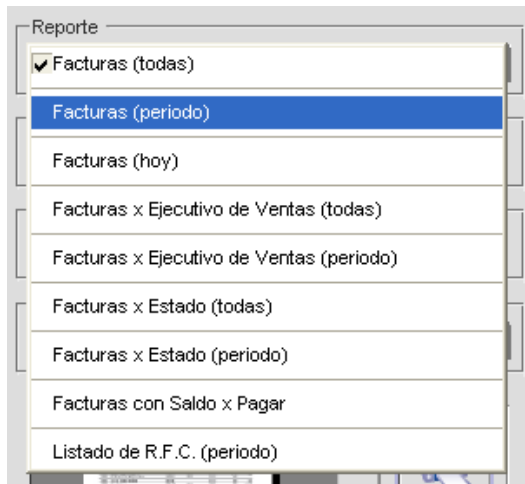 Reporte
Facturas (todas)
Facturas (periodo)
Facturas (hoy)
Facturas x Ejecutivo de Ventas (todas)
Facturas x Ejecutivo de Ventas (periodo)
Facturas x Estado (todas)
Facturas x Estado (periodo)
Facturas con Saldo x Pagar
Listado de R.F.C. (periodo)